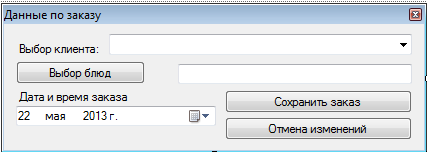 Данные по заказу
Выбор клиента:
Выбор блюд
Дата и время заказа
22 мая 2013 г.
Сохранить заказ
Отмена изменений